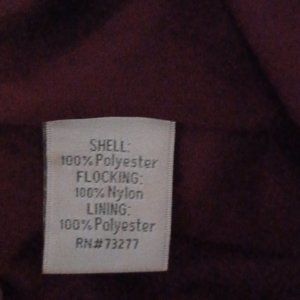 SHELL:
100% Polyester
FLOCKING:
100% Nylon
LINING:
100% Polyester
RN#73277